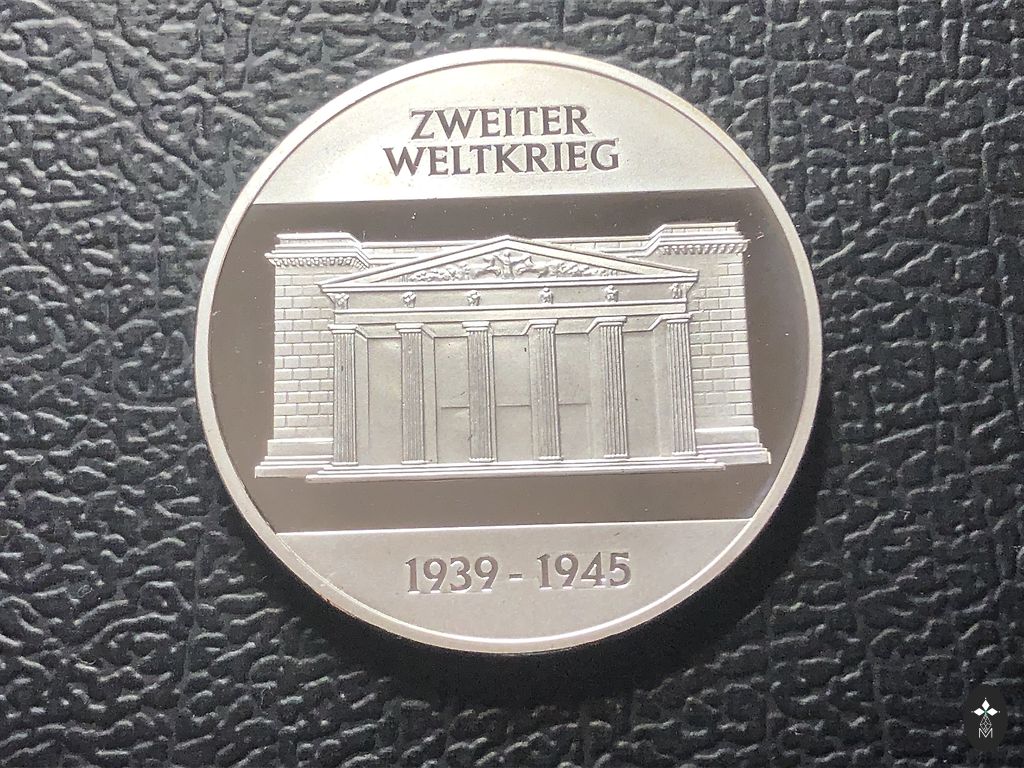 ZWEITER
WELTKRIEG
1939 - 1945